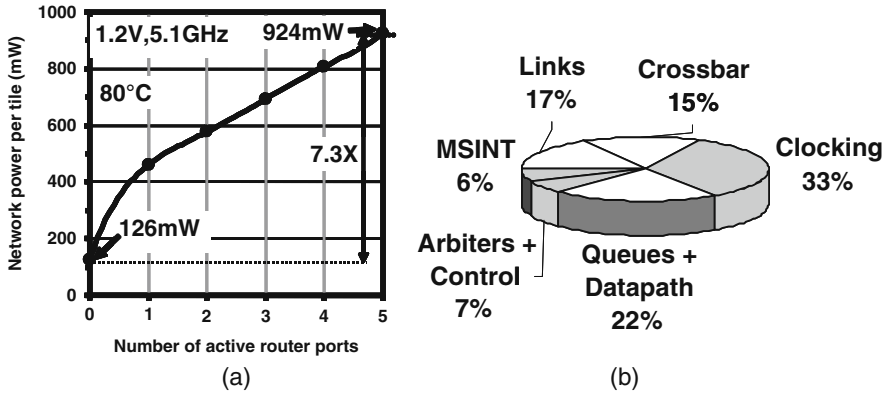 1000
800
600
400
200
0
Network power per tile (mW)
1.2V,5.1GHz
924mW
80°C
7.3X
126mW
0 1 2 3 4 5
Number of active router ports
(a)
Links
17%
Crossbar
15%
MSINT
6%
Clocking
33%
Arbiters +
Control
7%
Queues +
Datapath
22%
(b)